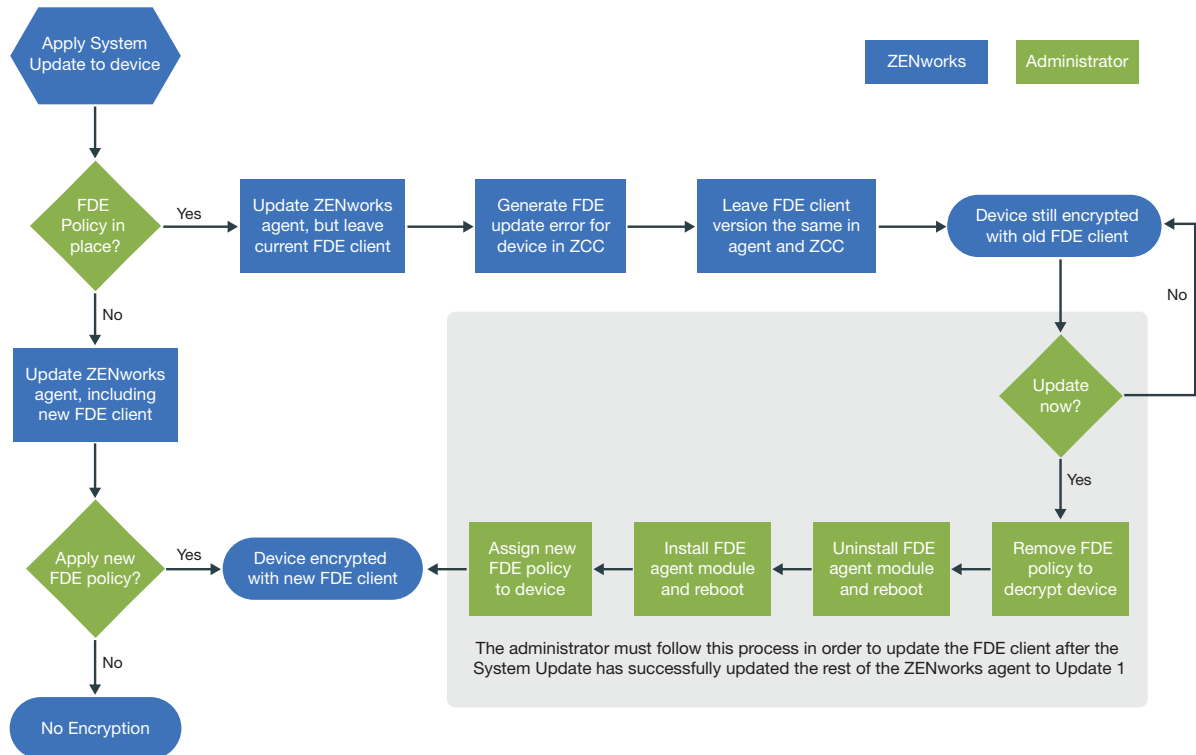 Apply System
Update to device
ZENworks
Administrator
FDE
Policy in
place?
Yes
Update ZENworks
agent, but leave
current FDE client
Generate FDE
update error for
device in ZCC
Leave FDE client
version the same in
agent and ZCC
Device still encrypted
with old FDE client
No
No
Update ZENworks
agent, including
new FDE client
Update
now?
Yes
Apply new
FDE policy?
Yes
Device encrypted
with new FDE client
Assign new
FDE policy
to device
Install FDE
agent module
and reboot
Uninstall FDE
agent module
and reboot
Remove FDE
policy to
decrypt device
The administrator must follow this process in order to update the FDE client after the
System Update has successfully updated the rest of the ZENworks agent to Update 1
No
No Encryption